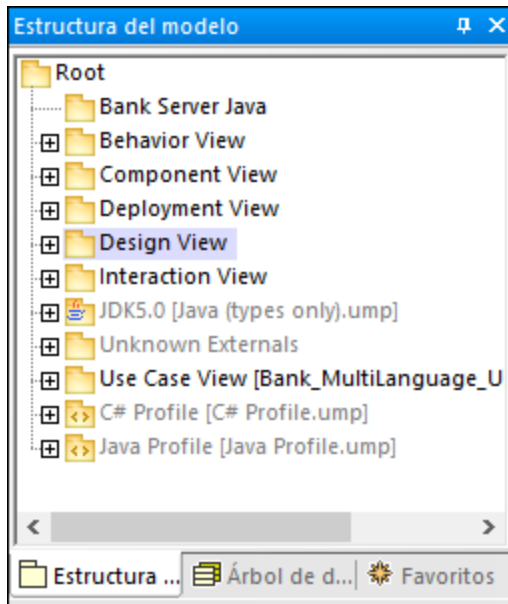 Estructura del modelo
Root
Bank Server Java
Behavior View
Component View
Deployment View
Design View
Interaction View
JDK5.0 [Java (types only).ump]
Unknown Externals
Use Case View [Bank_MultiLanguage_U
C# Profile [C# Profile.ump]
Java Profile [Java Profile.ump]
Estructura ... Árbol de d... Favoritos